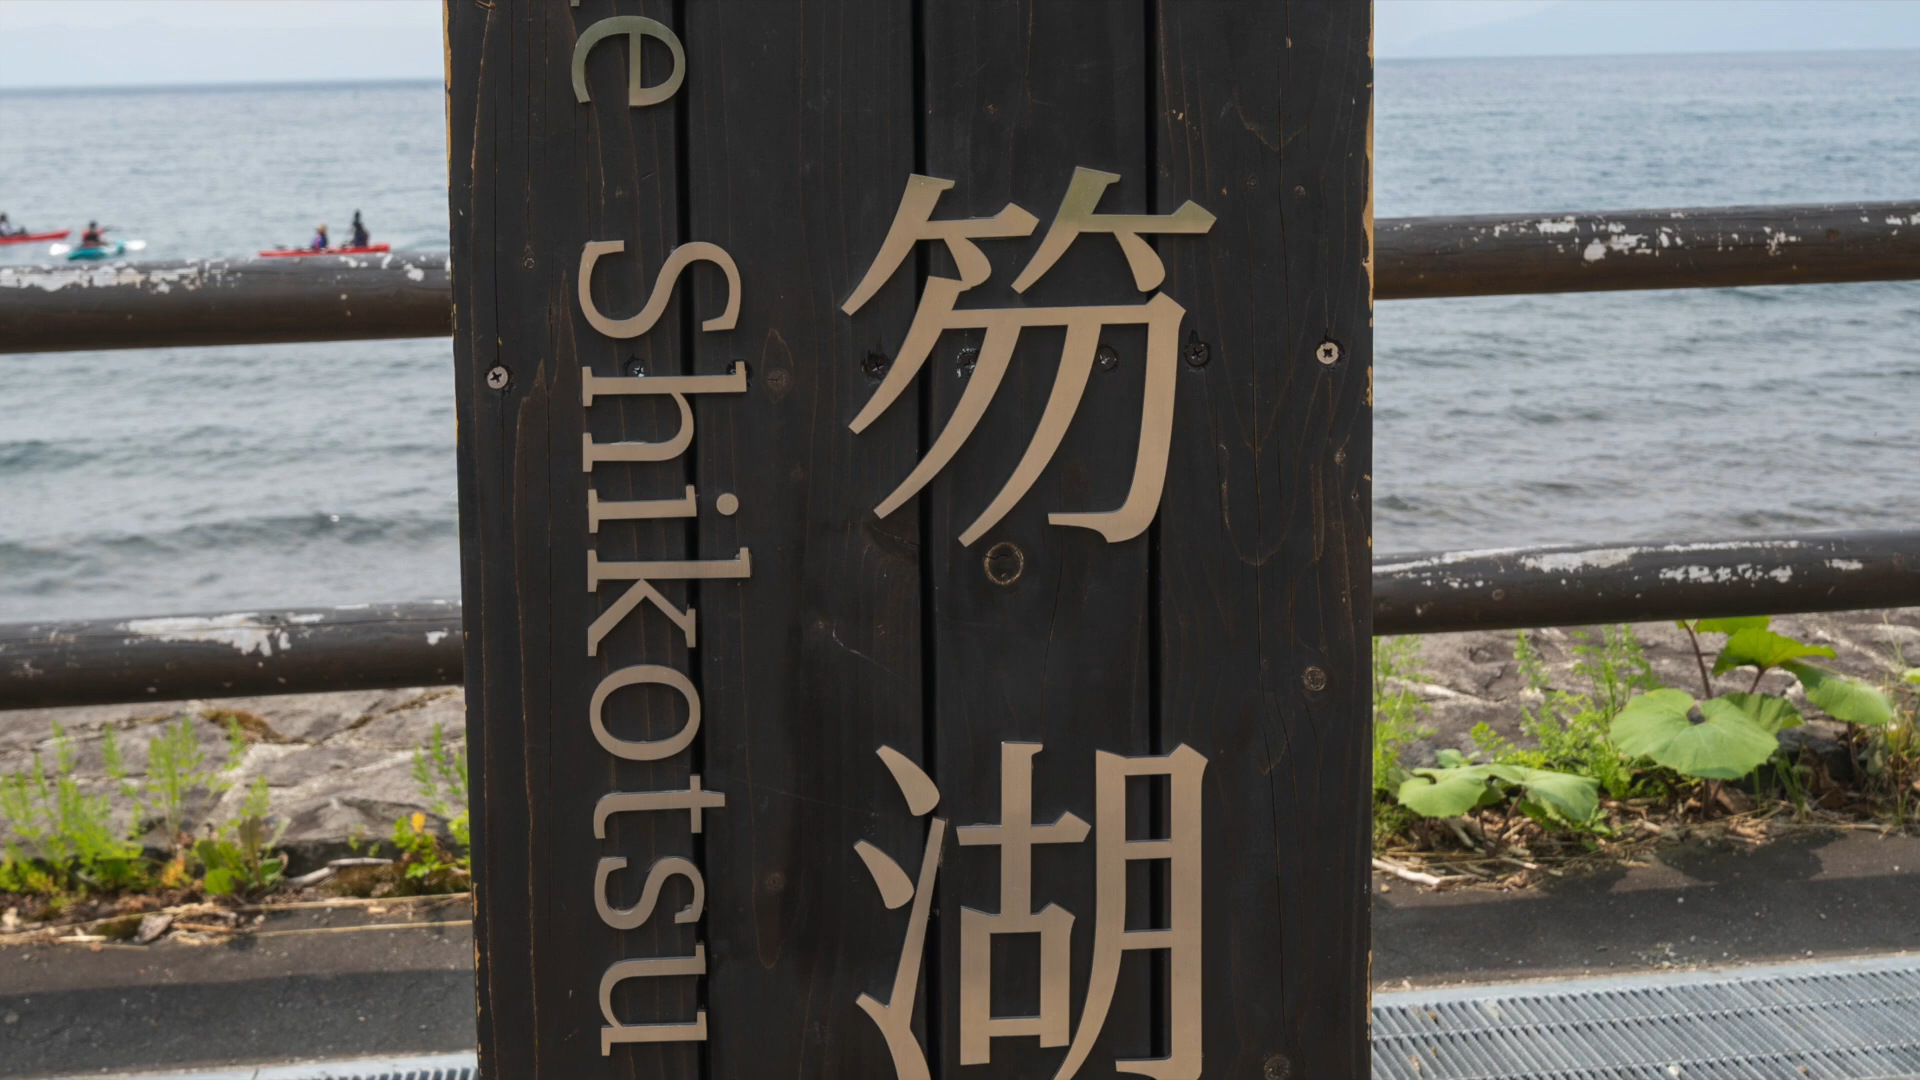 笏湖
e Shikotsu